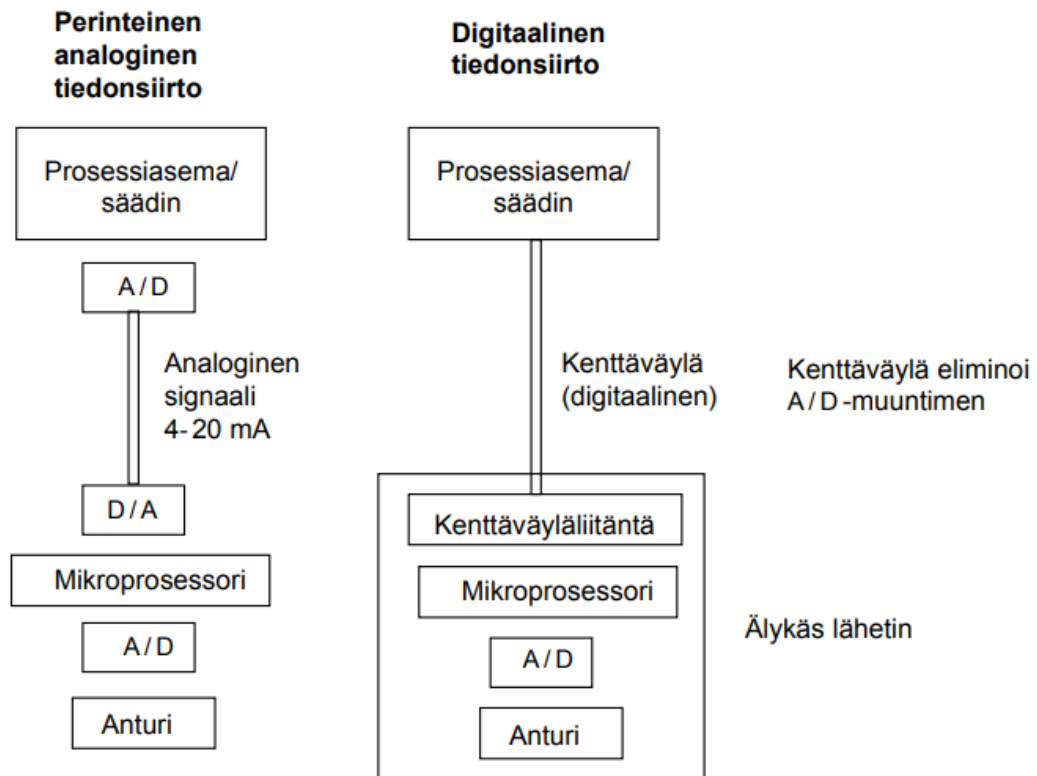 Perinteinen
analoginen
tiedonsiirto
Prosessiasema/
säädin
A/D
Analoginen
signaali
4-20 mA
D/A
Mikroprosessori
A/D
Anturi
Digitaalinen
tiedonsiirto
Prosessiasema/
säädin
Kenttäväylä
(digitaalinen)
Kenttäväylä eliminoi
A/D-muuntimen
Kenttäväyläliitäntä
Mikroprosessori
A/D
Anturi
Älykäs lähetin